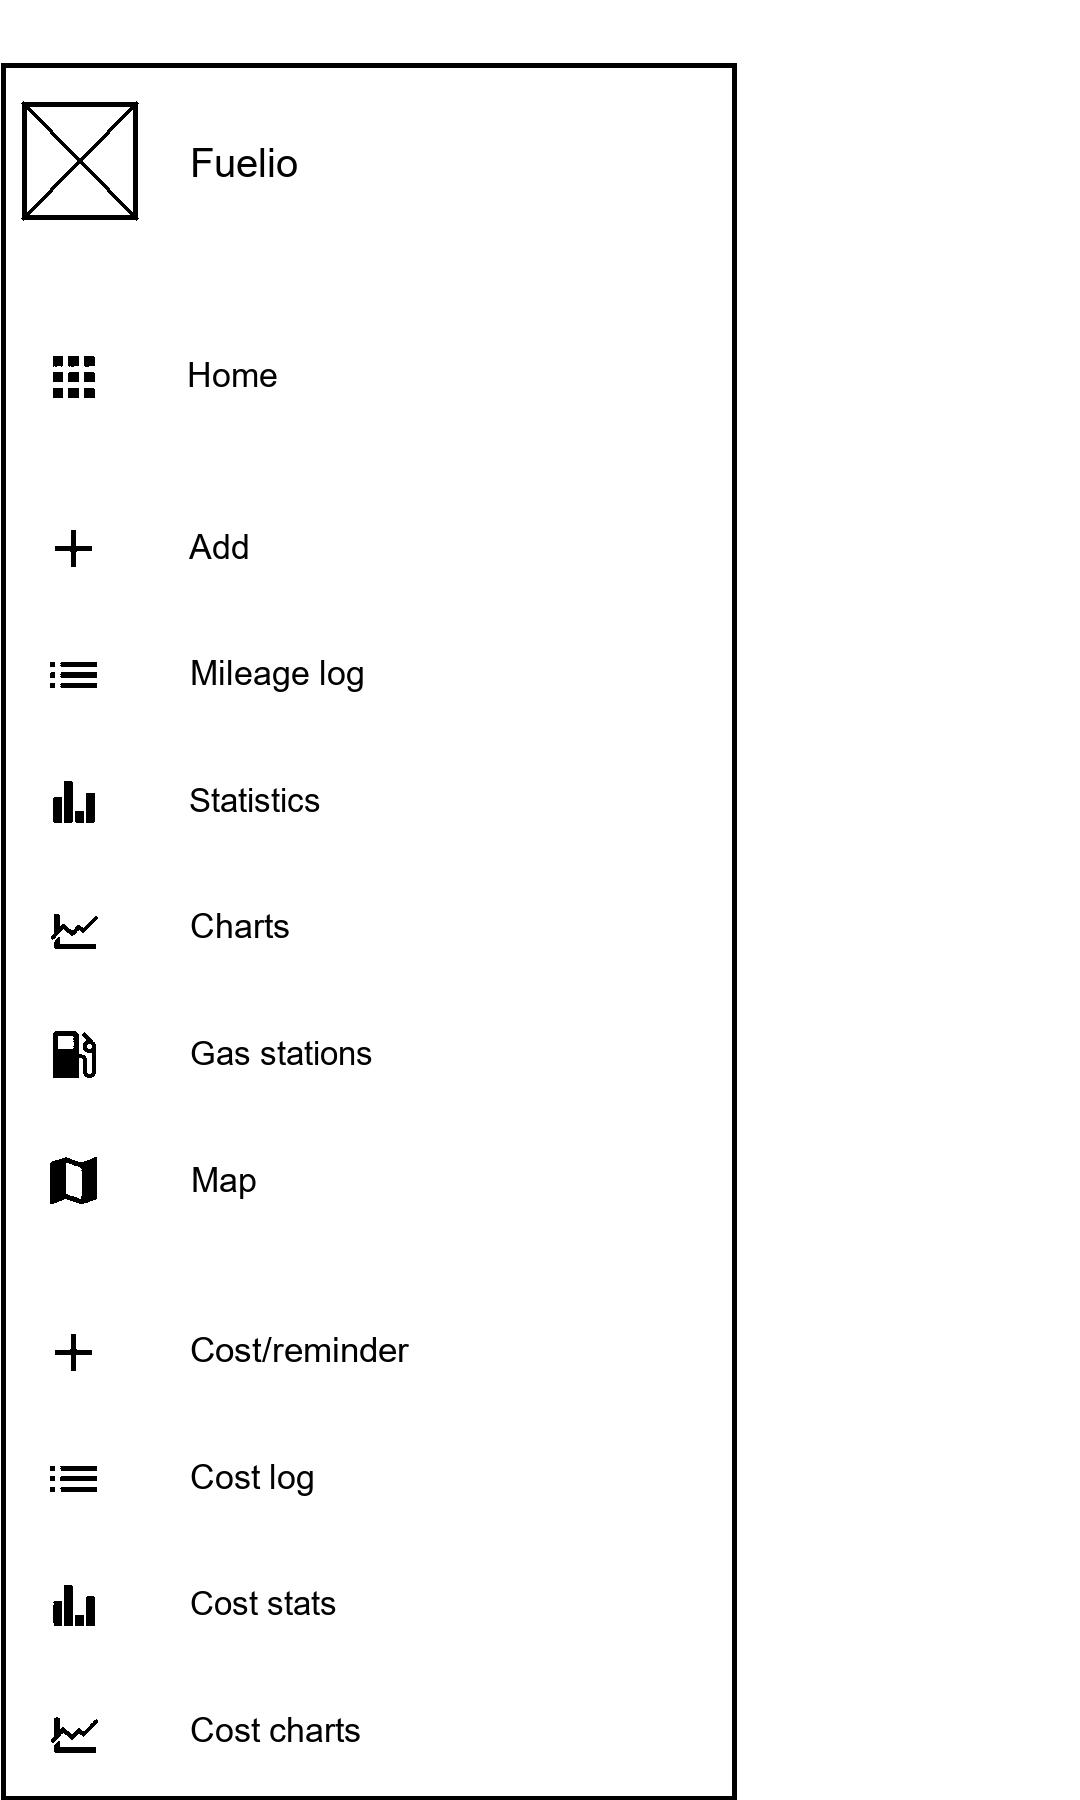 Fuelio
Home
Add
Mileage log
Statistics
Charts
Gas stations
Map
Cost/reminder
Cost log
Cost stats
Cost charts